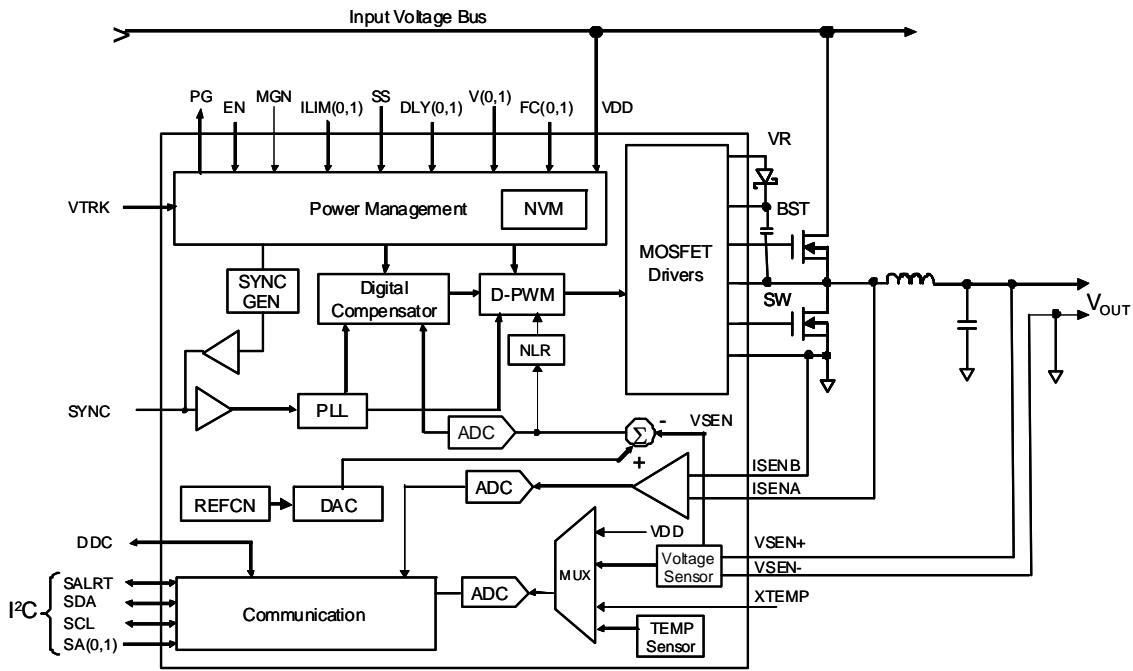 Input Voltage Bus
PG
EN
MGN
ILIM(0,1)
SS
DLY(0,1)
V(0,1)
FC(0,1)
VDD
VR
VTRK
Power Management
NVM
BST
MOSFET
Drivers
SYNC
GEN
Digital
Compensator
D-PWM
SW
VOUT
NLR
SYNC
PLL
ADC
Σ
-
+
VSEN
ISENB
ISENA
REFCN
DAC
ADC
DDC
VDD
VSEN+
VSEN-
Voltage
Sensor
MUX
I²C
SALRT
SDA
SCL
SA(0,1)
Communication
ADC
XTEMP
TEMP
Sensor